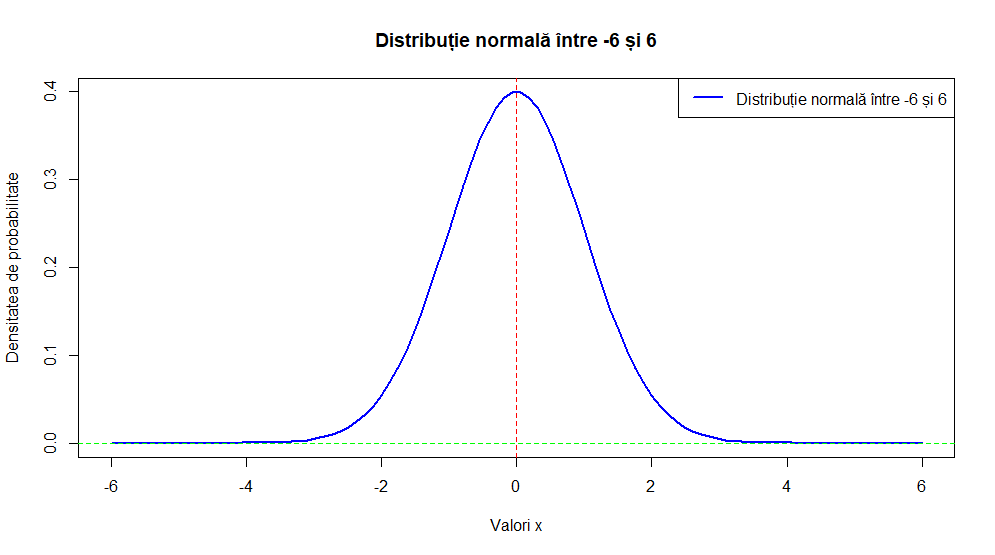 Distribuție normală între -6 și 6
Distribuție normală între -6 și 6
Densitatea de probabilitate
0.4
0.3
0.2
0.1
0.0
-6 -4 -2 0 2 4 6
Valori x